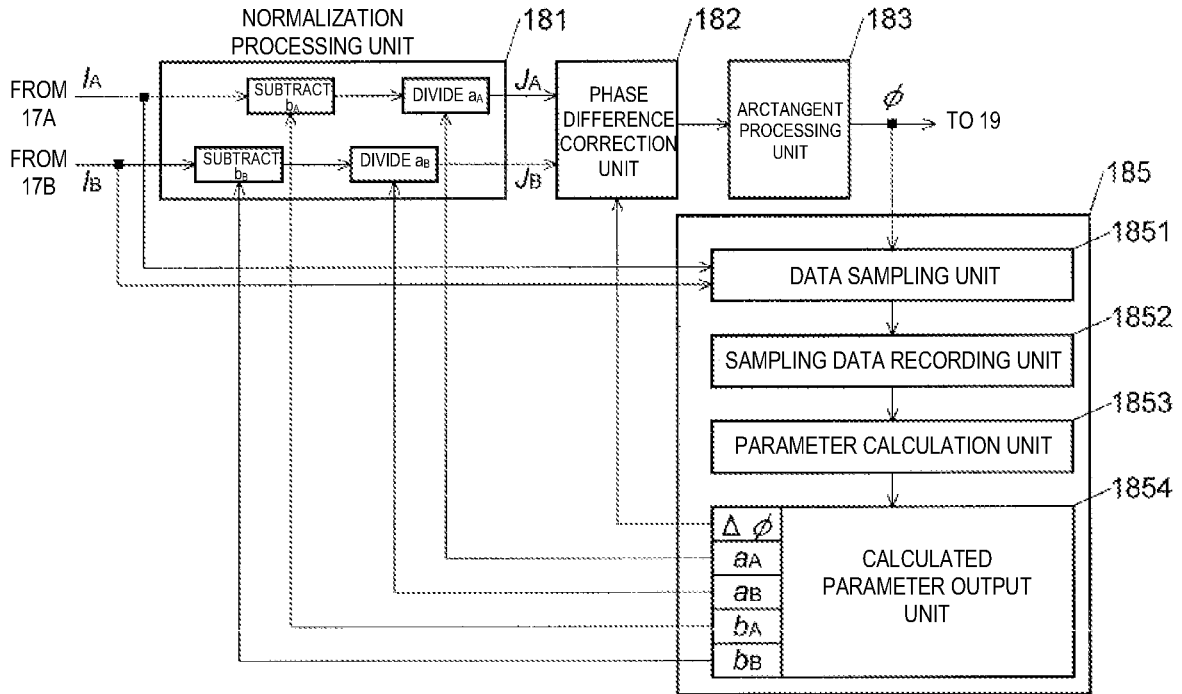 NORMALIZATION
PROCESSING UNIT
181
182
183
FROM
17A
IA
SUBTRACT
bA
DIVIDE aA
JA
FROM
17B
IB
SUBTRACT
bB
DIVIDE aB
JB
PHASE
DIFFERENCE
CORRECTION
UNIT
ARCTANGENT
PROCESSING
UNIT
ϕ
TO 19
185
1851
DATA SAMPLING UNIT
1852
SAMPLING DATA RECORDING UNIT
1853
PARAMETER CALCULATION UNIT
1854
Δ ϕ
aA
aB
bA
bB
CALCULATED
PARAMETER OUTPUT
UNIT